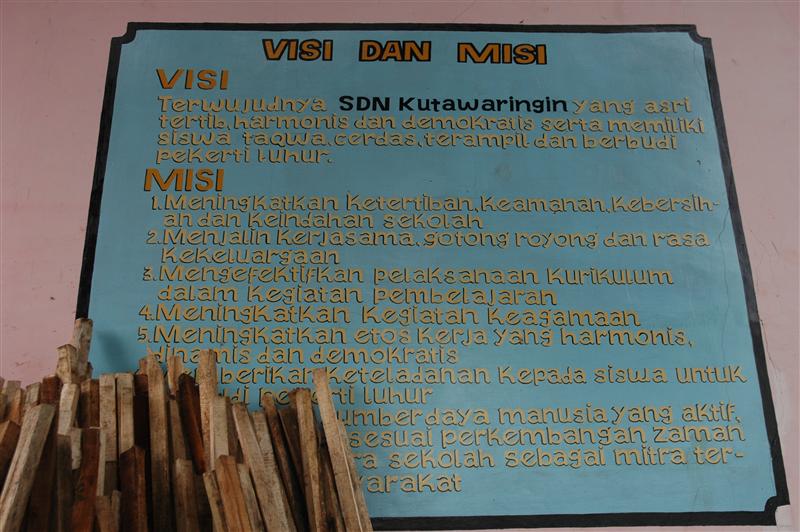 VISI DAN MISI
VISI
Terwujudnya SDN Kutawaringin yang asri
tertib, harmonis dan demokratis serta memiliki
siswa taqwa, cerdas, terampil dan berbudi
pekerti luhur.
MISI
1. Meningkatkan Ketertiban, Keamanan, Kebersih-
an dan Keindahan sekolah
2. Menjalin Kerjasama, gotong royong dan rasa
Kekeluargaan
3. Mengefektifkan pelaksanaan Kurikulum
dalam Kegiatan pembelajaran
4. Meningkatkan Kegiatan Keagamaan
5. Meningkatkan etos Kerja yang harmonis,
dinamis dan demokratis
Keteladanan Kepada siswa untuk
luhur
daya manusia yang aktif,
sesuai perkembangan zaman
sekolah sebagai mitra ter-